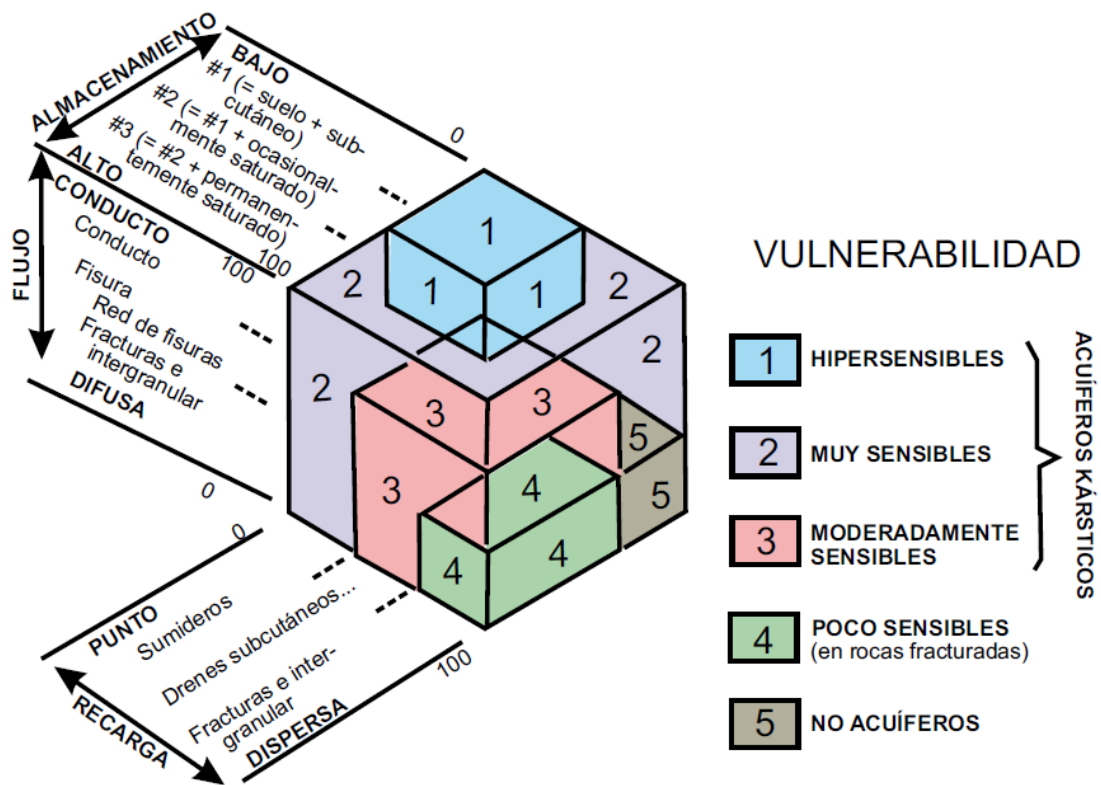 ALMACENAMIENTO
BAJO
#1 (= suelo + sub-
cutáneo)
#2 (= #1 + ocasional-
mente saturado)
#3 (= #2 + permanen-
temente saturado)
ALTO
0
100
FLUJO
CONDUCTO
Conducto
Fisura
Red de fisuras
Fracturas e
intergranular
DIFUSA
100
0
RECARGA
PUNTO
Sumideros
Drenes subcutáneos...
Fracturas e inter-
granular
DISPERSA
0
100
1
1
1
2
2
2
2
3
3
3
4
4
4
5
5
VULNERABILIDAD
1 HIPERSENSIBLES
2 MUY SENSIBLES
3 MODERADAMENTE
SENSIBLES
4 POCO SENSIBLES
(en rocas fracturadas)
5 NO ACUÍFEROS
ACUÍFEROS KÁRSTICOS